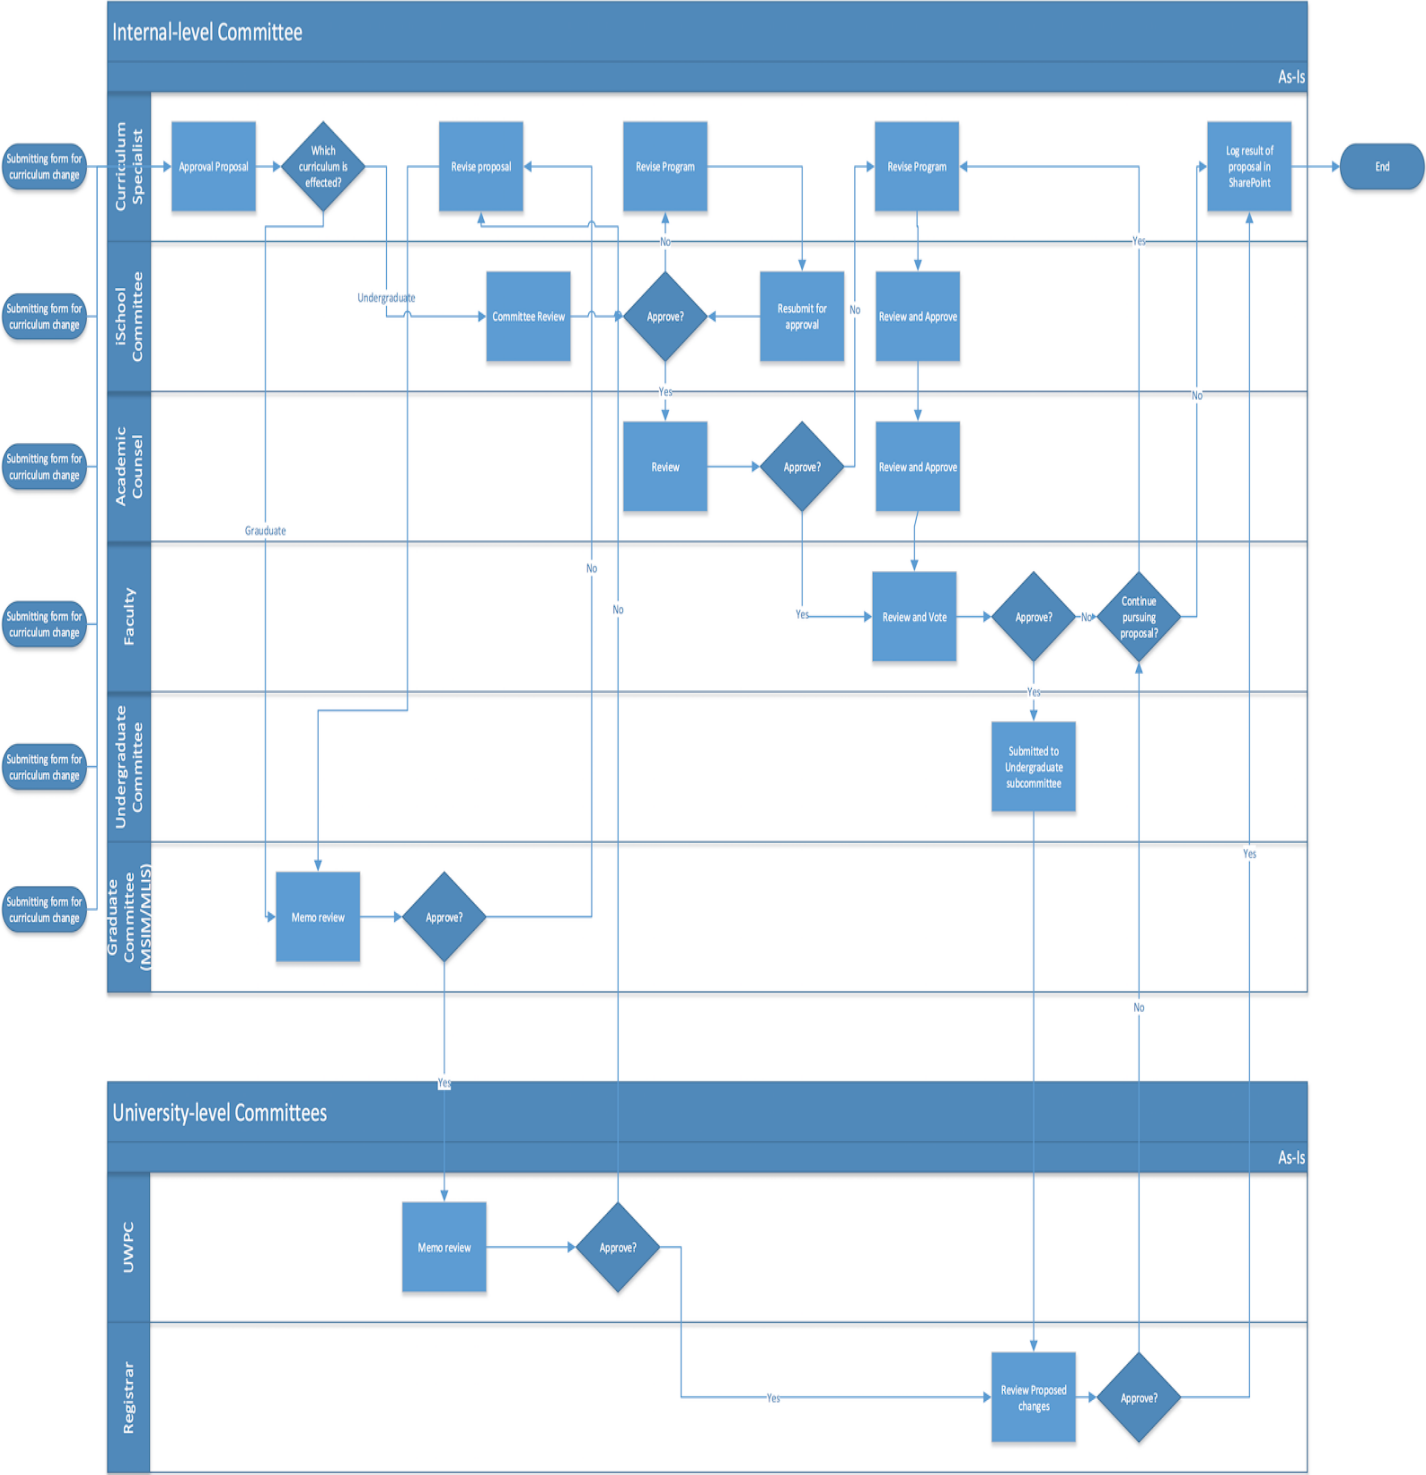 Internal-level Committee
As-Is
Curriculum
Specialist
Submitting form for
curriculum change
Approval Proposal
Which
curriculum is
effected?
Revise proposal
Revise Program
Revise Program
Log result of
proposal in
SharePoint
End
No
Yes
iSchool
Committee
Submitting form for
curriculum change
Undergraduate
Committee Review
Approve?
Resubmit for
approval
No
Review and Approve
Yes
No
Academic
Counsel
Submitting form for
curriculum change
Review
Approve?
Review and Approve
Grauduate
No
Faculty
Submitting form for
curriculum change
No
Yes
Review and Vote
Approve?
No
Continue
pursuing
proposal?
Yes
Undergraduate
Committee
Submitting form for
curriculum change
Submitted to
Undergraduate
subcommittee
Yes
Graduate
Committee
(MSIM/MLIS)
Submitting form for
curriculum change
Memo review
Approve?
No
Yes
University-level Committees
As-Is
UWPC
Memo review
Approve?
Registrar
Yes
Review Proposed
changes
Approve?